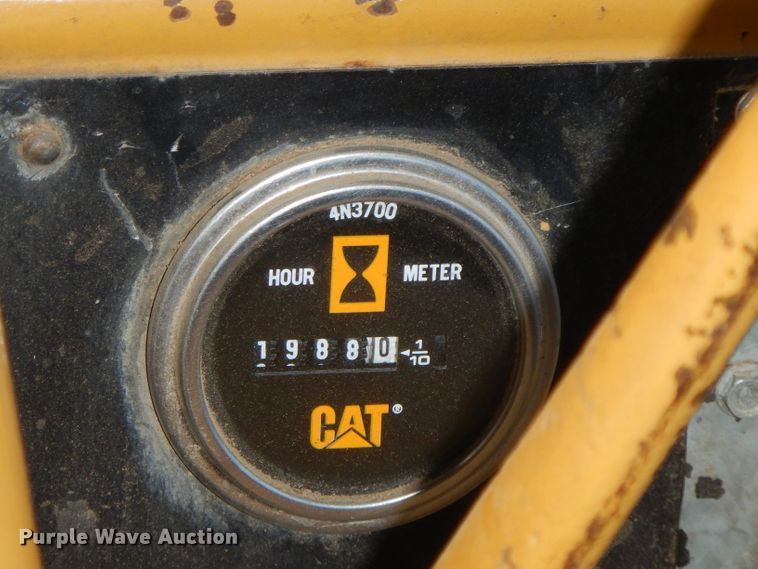 4N3700
HOUR METER
19880 ◄ 1/10
CAT®
Purple Wave Auction